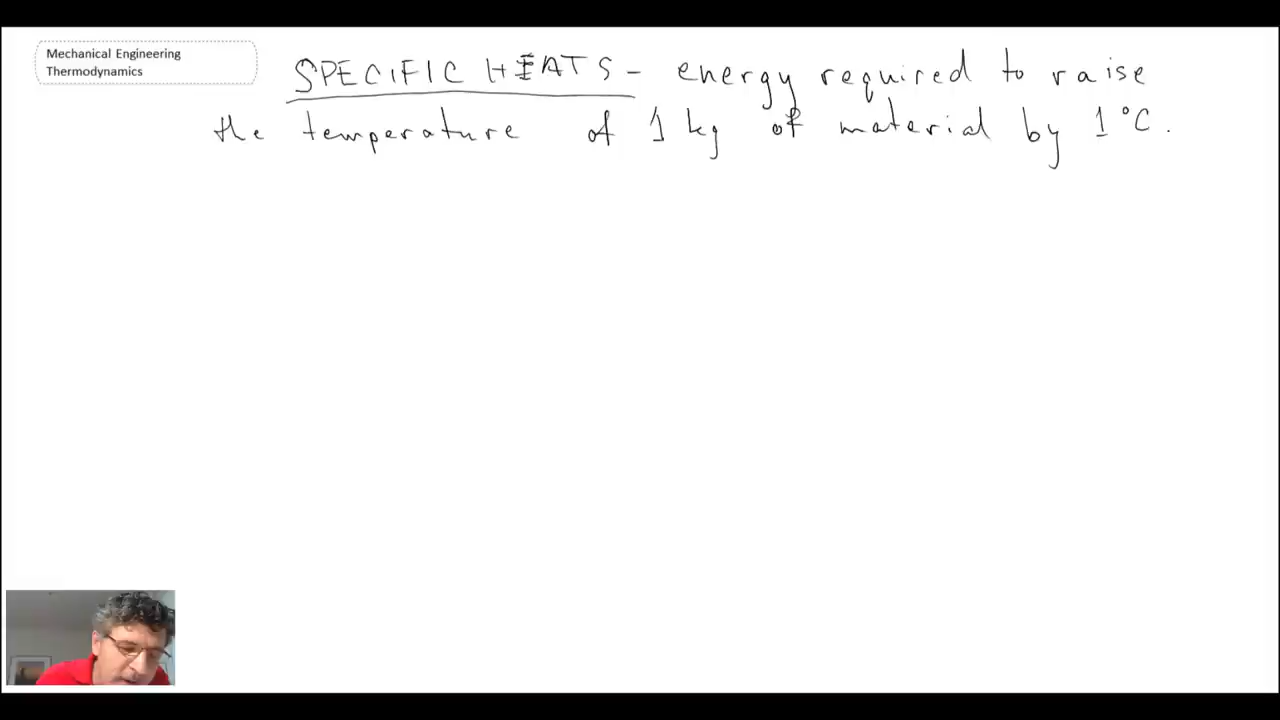 Mechanical Engineering
Thermodynamics
SPECIFIC HEATS - energy required to raise
the temperature of 1 kg of material by 1 °C.